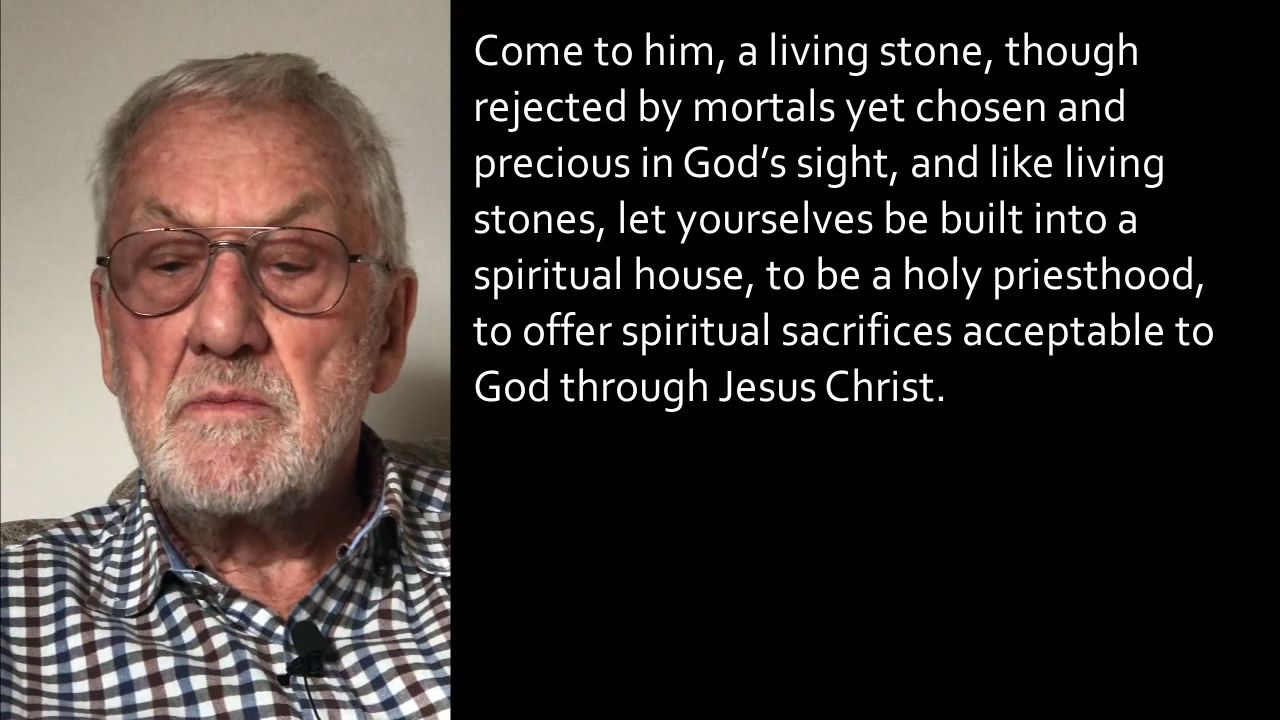 Come to him, a living stone, though
rejected by mortals yet chosen and
precious in God’s sight, and like living
stones, let yourselves be built into a
spiritual house, to be a holy priesthood,
to offer spiritual sacrifices acceptable to
God through Jesus Christ.